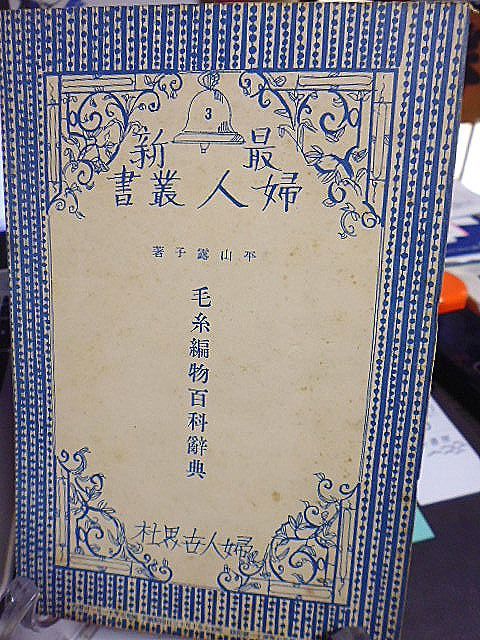 3
最新
婦人叢書
平山露子著
毛糸編物百科辭典
婦人世界社